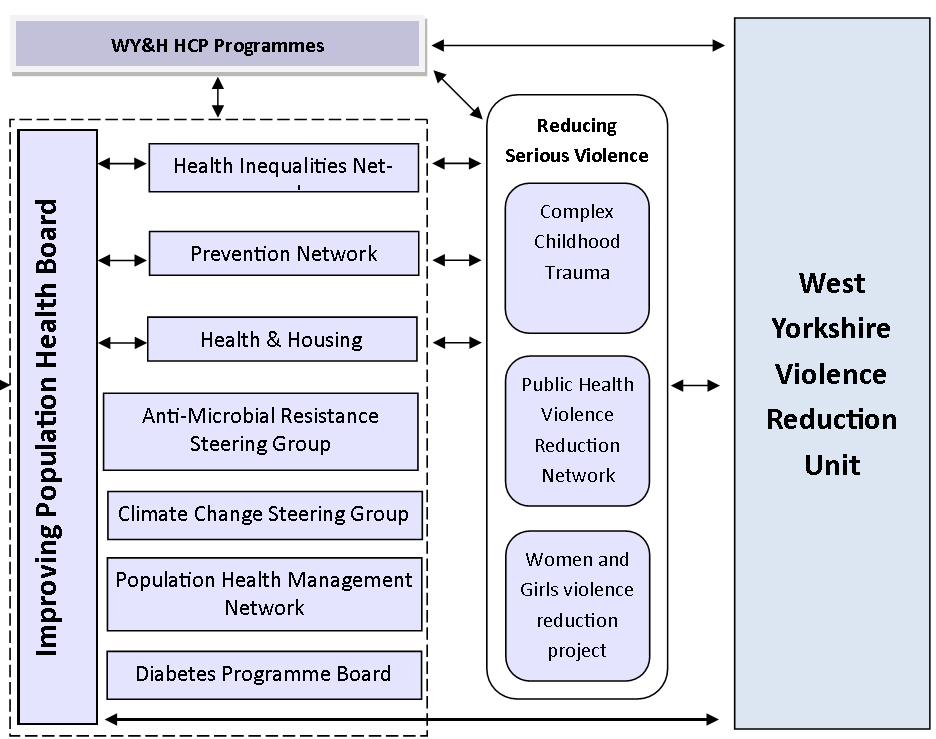 WY&H HCP Programmes
Improving Population Health Board
Health Inequalities Net-
Prevention Network
Health & Housing
Anti-Microbial Resistance
Steering Group
Climate Change Steering Group
Population Health Management
Network
Diabetes Programme Board
Reducing
Serious Violence
Complex
Childhood
Trauma
Public Health
Violence
Reduction
Network
Women and
Girls violence
reduction
project
West
Yorkshire
Violence
Reduction
Unit